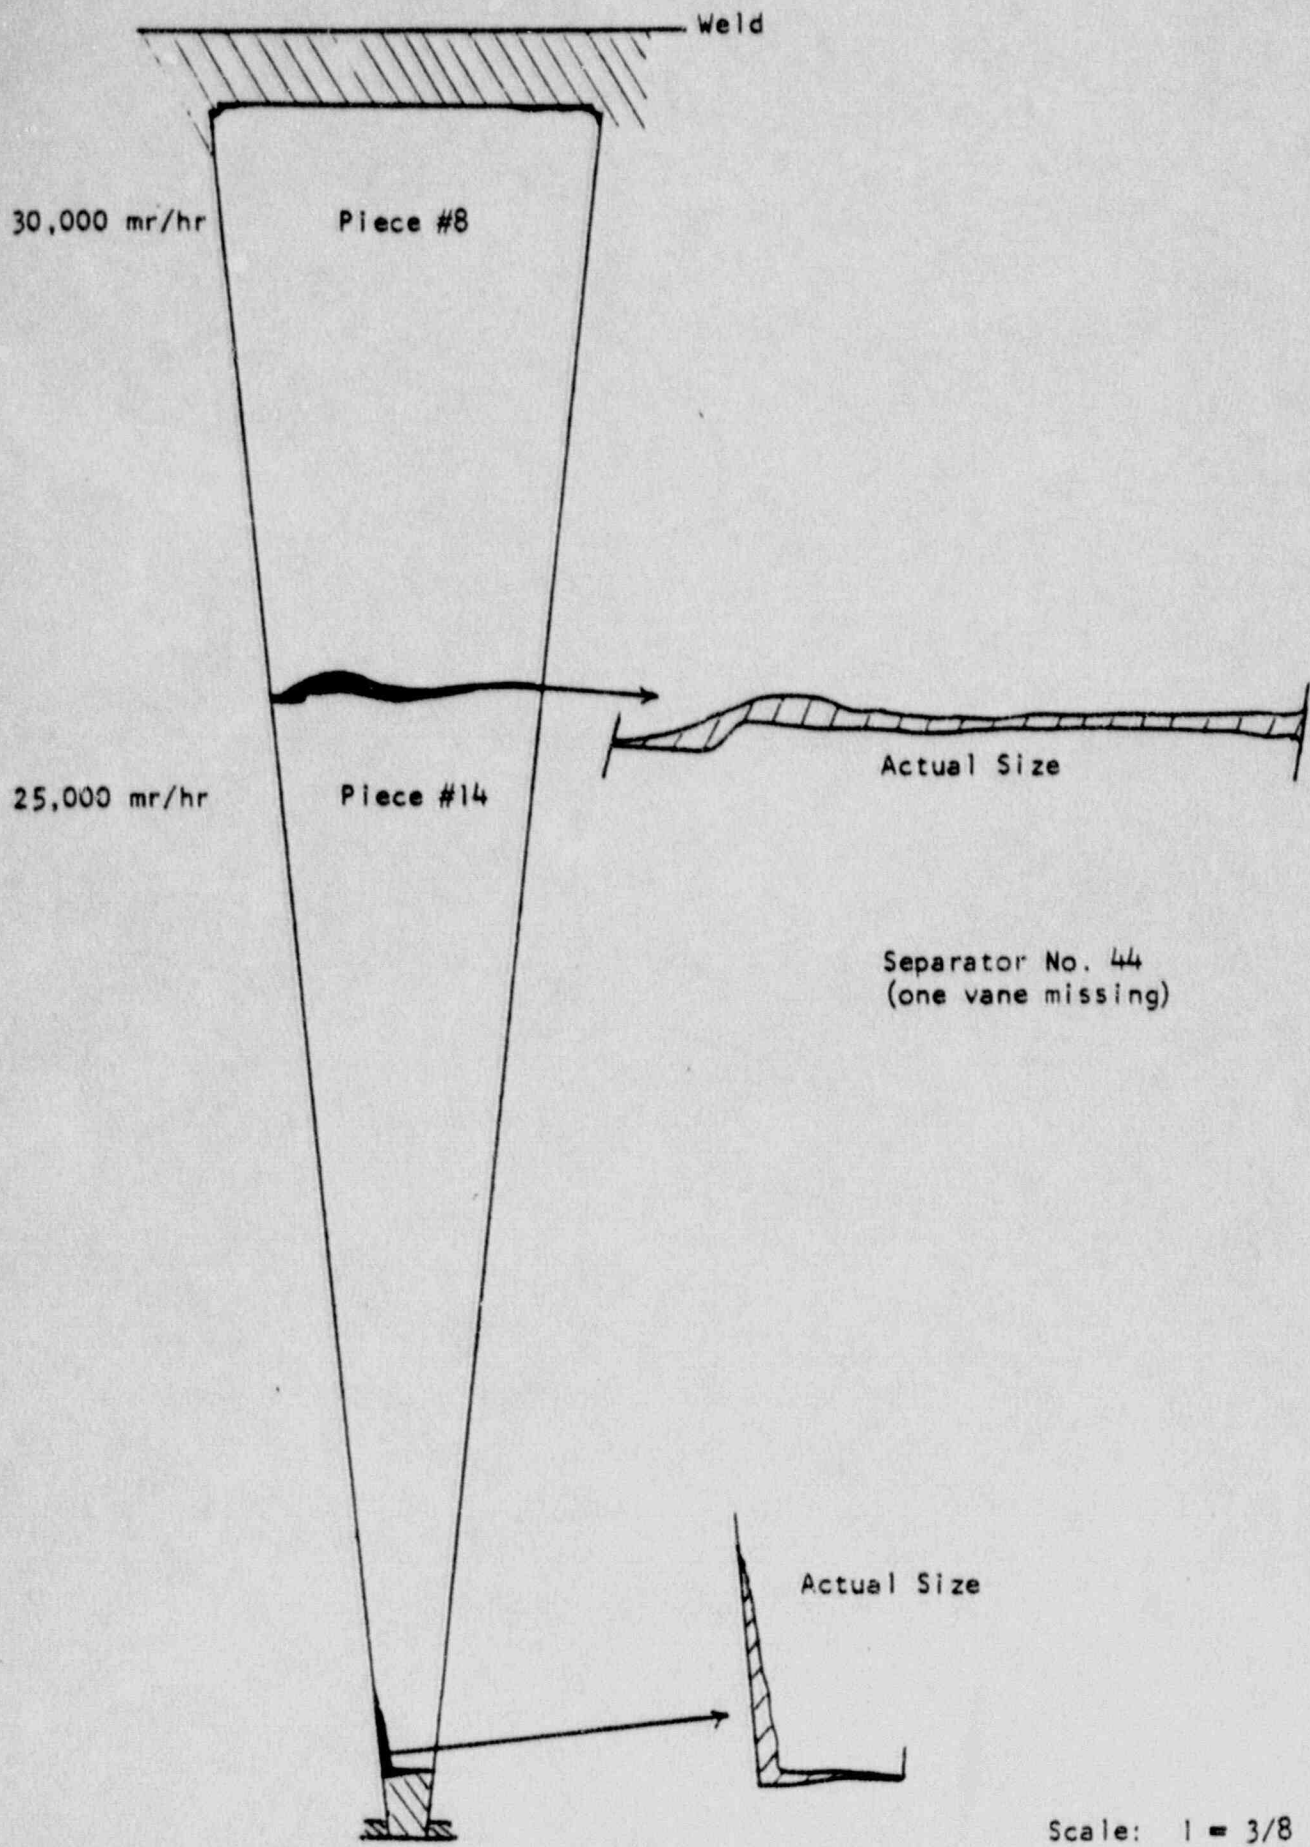 Weld
30,000 mr/hr
Piece #8
Actual Size
25,000 mr/hr
Piece #14
Separator No. 44
(one vane missing)
Actual Size
Scale: 1 = 3/8